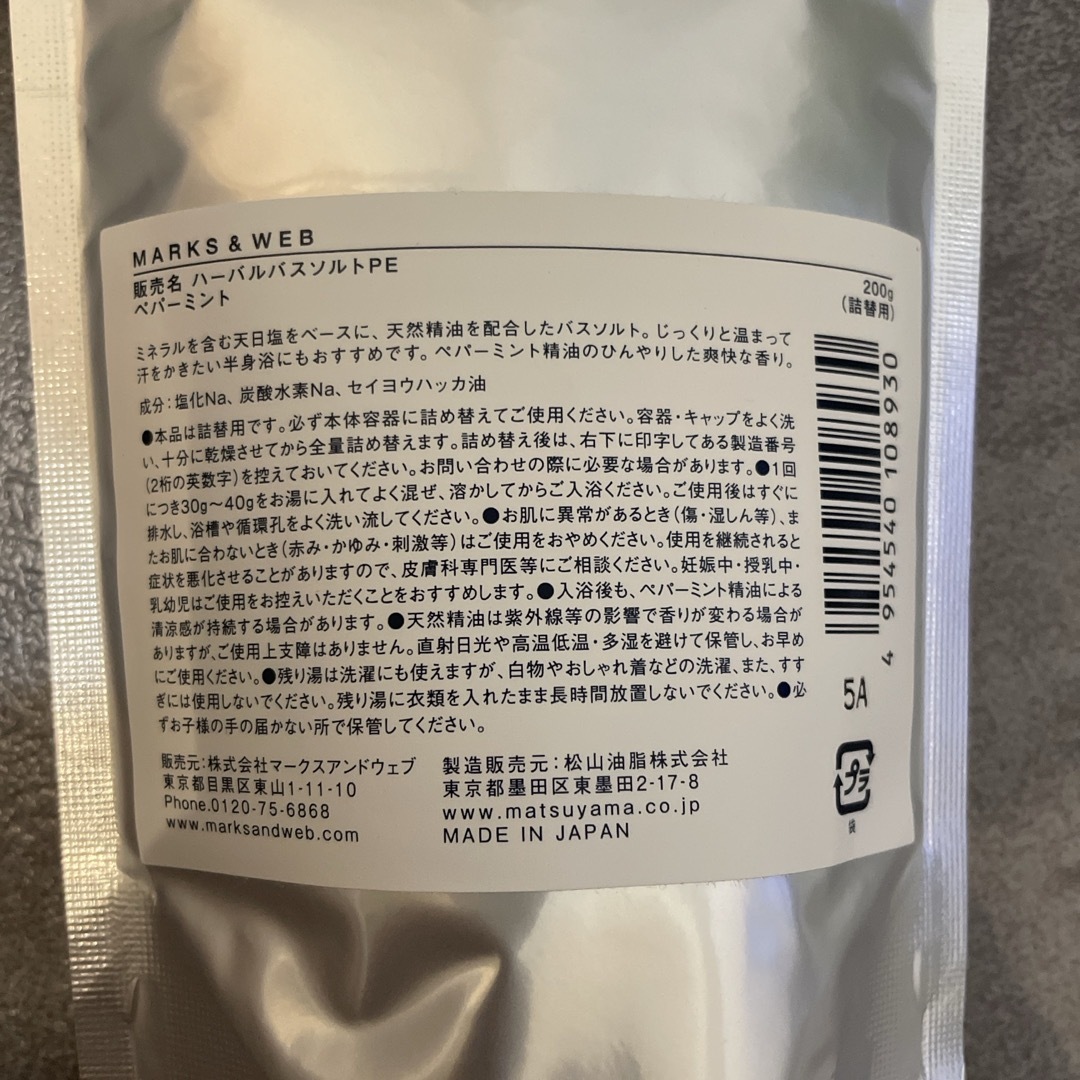 MARKS & WEB
販売名 ハーバルバスソルトPE
ペパーミント
200g
(詰替用)
ミネラルを含む天日塩をベースに、天然精油を配合したバスソルト。じっくりと温まって
汗をかきたい半身浴にもおすすめです。ペパーミント精油のひんやりした爽快な香り。
成分:塩化Na、炭酸水素Na、セイヨウハッカ油
●本品は詰替用です。必ず本体容器に詰め替えてご使用ください。容器・キャップをよく洗
い、十分に乾燥させてから全量詰め替えます。詰め替え後は、右下に印字してある製造番号
(2桁の英数字)を控えておいてください。お問い合わせの際に必要な場合があります。●1回
につき30g〜40gをお湯に入れてよく混ぜ、溶かしてからご入浴ください。ご使用後はすぐに
排水し、浴槽や循環孔をよく洗い流してください。●お肌に異常があるとき(傷・湿しん等)、ま
たお肌に合わないとき(赤み・かゆみ・刺激等)はご使用をおやめください。使用を継続されると
症状を悪化させることがありますので、皮膚科専門医等にご相談ください。妊娠中・授乳中・
乳幼児はご使用をお控えいただくことをおすすめします。●入浴後も、ペパーミント精油による
清涼感が持続する場合があります。●天然精油は紫外線等の影響で香りが変わる場合が
ありますが、ご使用上支障はありません。直射日光や高温低温・多湿を避けて保管し、お早め
にご使用ください。●残り湯は洗濯にも使えますが、白物やおしゃれ着などの洗濯、また、すす
ぎには使用しないでください。残り湯に衣類を入れたまま長時間放置しないでください。●必
ずお子様の手の届かない所で保管してください。
4 954540 108930
5A
プラ
袋
販売元:株式会社マークスアンドウェブ
東京都目黒区東山1-11-10
Phone.0120-75-6868
www.marksandweb.com
製造販売元:松山油脂株式会社
東京都墨田区東墨田2-17-8
www.matsuyama.co.jp
MADE IN JAPAN